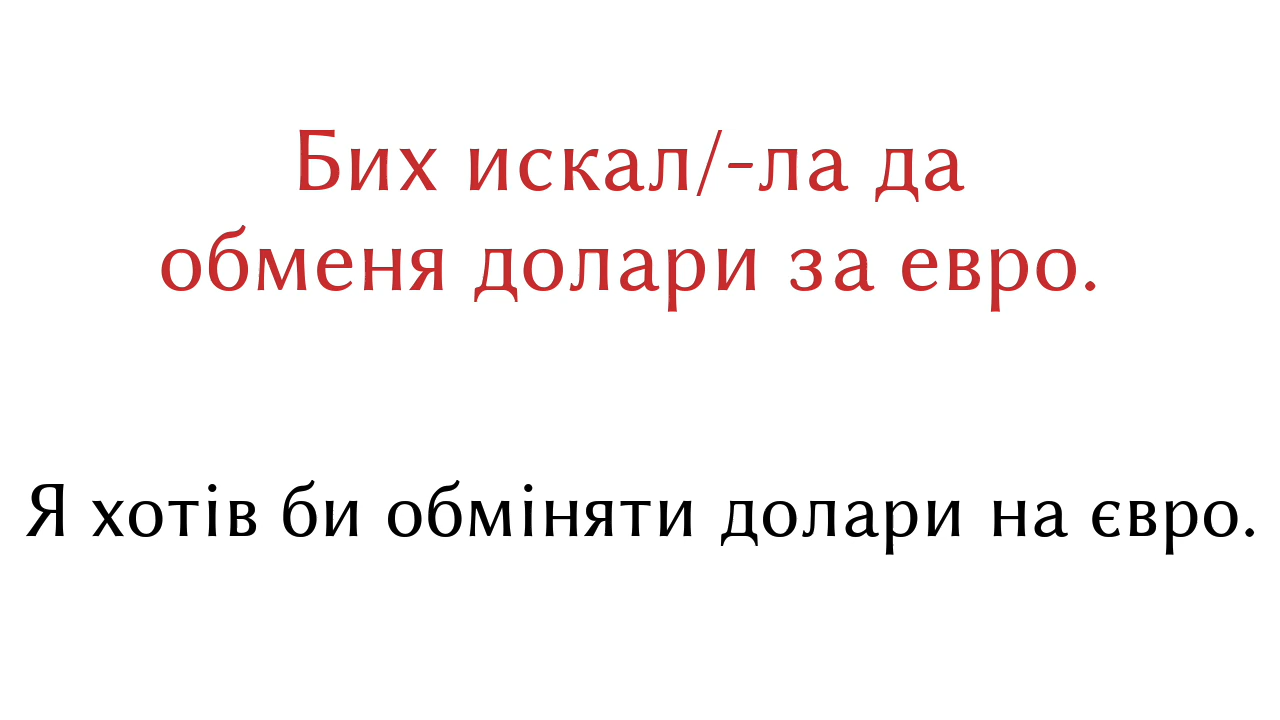 Бих искал/-ла да
обменя долари за евро.
Я хотів би обміняти долари на євро.